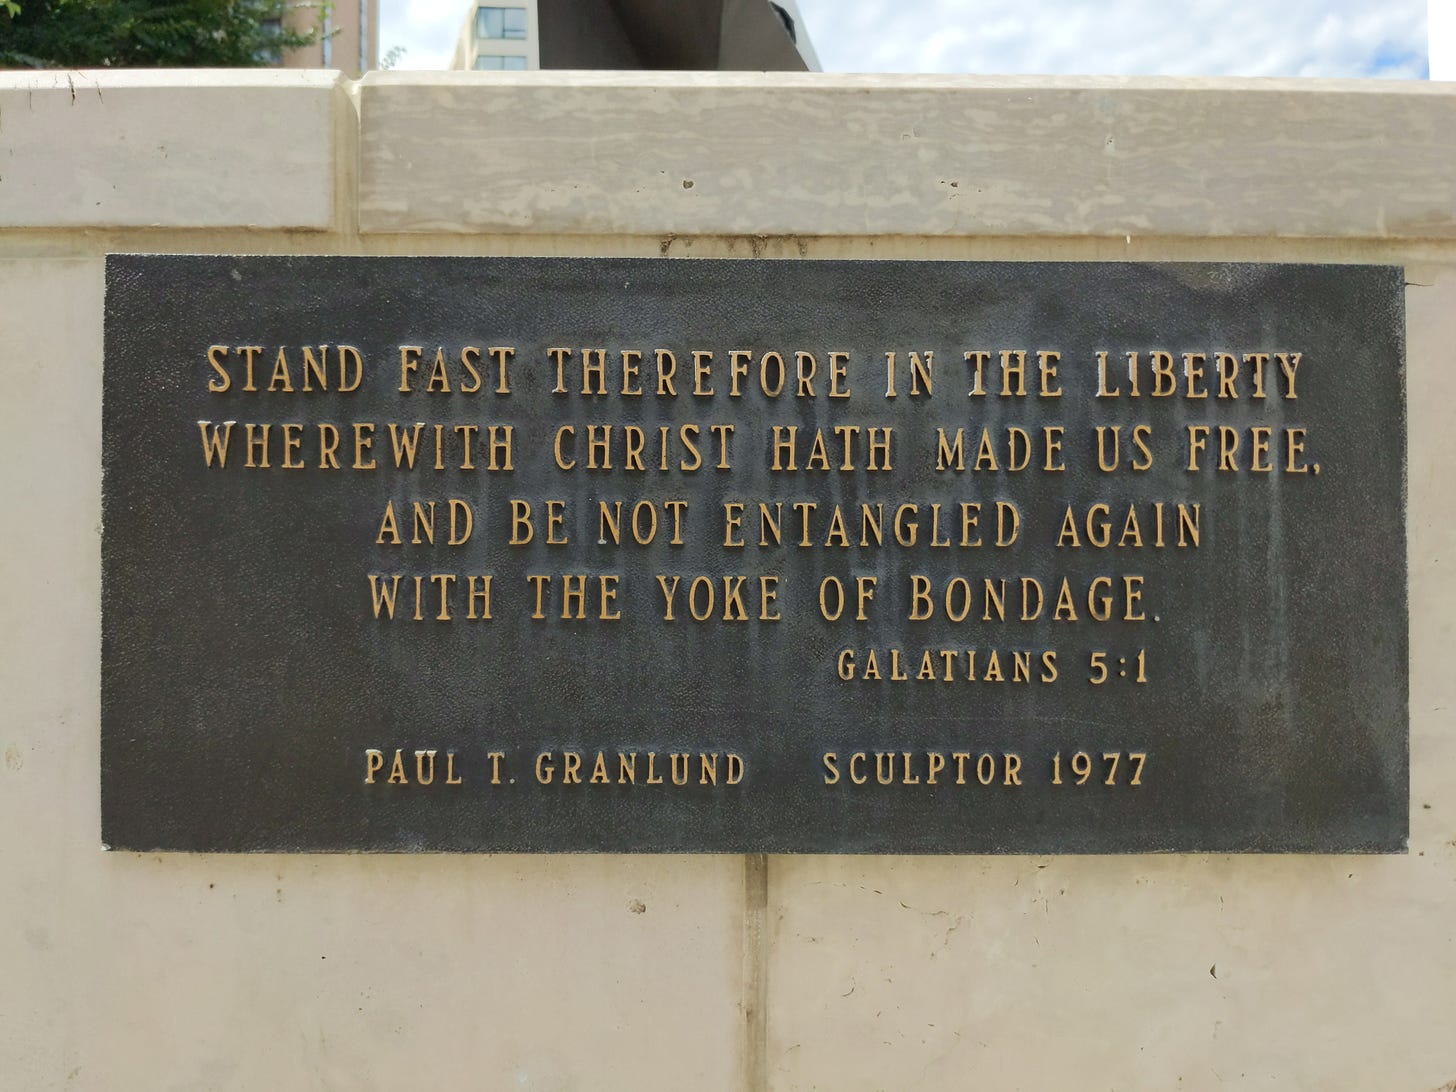 STAND FAST THEREFORE IN THE LIBERTY
WHEREWITH CHRIST HATH MADE US FREE,
AND BE NOT ENTANGLED AGAIN
WITH THE YOKE OF BONDAGE.
GALATIANS 5:1
PAUL T. GRANLUND SCULPTOR 1977